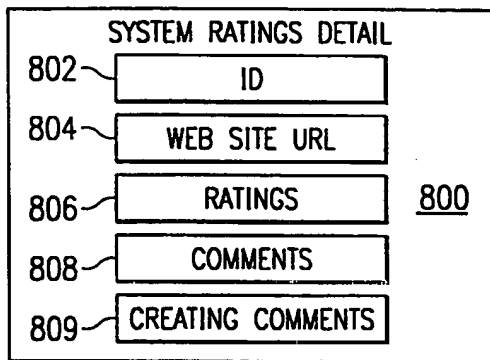 SYSTEM RATINGS DETAIL
802 ID
804 WEB SITE URL
806 RATINGS 800
808 COMMENTS
809 CREATING COMMENTS